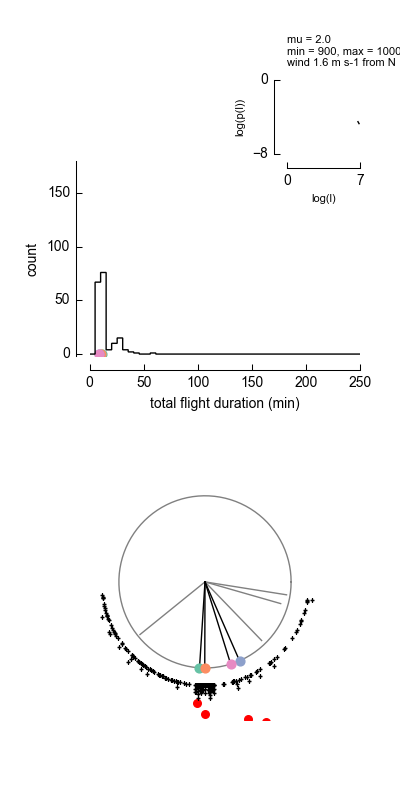 mu = 2.0
min = 900, max = 1000
wind 1.6 m s-1 from N
0
log(p(l))
−8
0 7
log(l)
150
100
50
0
count
0 50 100 150 200 250
total flight duration (min)